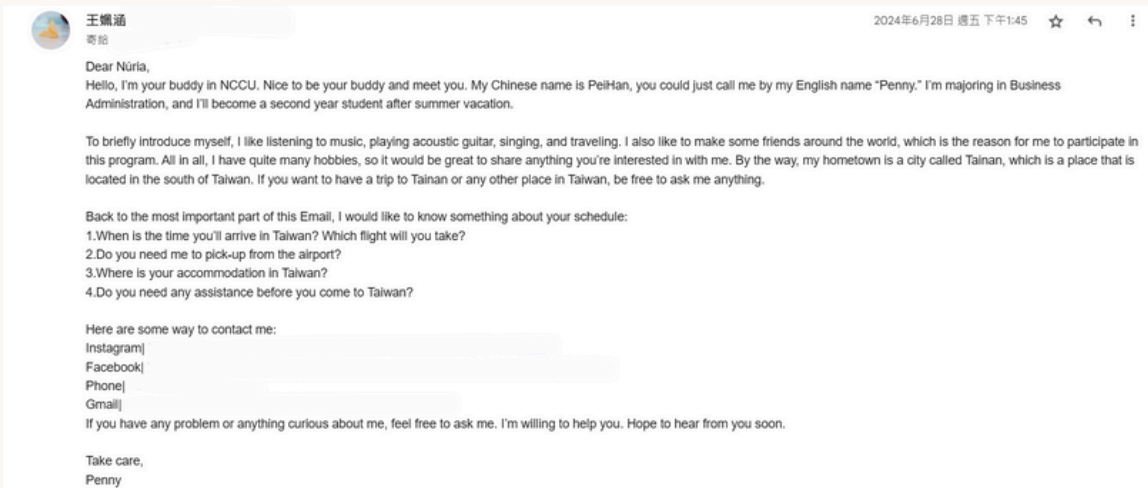 王姵涵
2024年6月28日 週五 下午1:45
寄給
Dear Núria,
Hello, I'm your buddy in NCCU. Nice to be your buddy and meet you. My Chinese name is PeiHan, you could just call me by my English name “Penny.” I'm majoring in Business
Administration, and I'll become a second year student after summer vacation.
To briefly introduce myself, I like listening to music, playing acoustic guitar, singing, and traveling. I also like to make some friends around the world, which is the reason for me to participate in
this program. All in all, I have quite many hobbies, so it would be great to share anything you're interested in with me. By the way, my hometown is a city called Tainan, which is a place that is
located in the south of Taiwan. If you want to have a trip to Tainan or any other place in Taiwan, be free to ask me anything.
Back to the most important part of this Email, I would like to know something about your schedule:
1.When is the time you'll arrive in Taiwan? Which flight will you take?
2.Do you need me to pick-up from the airport?
3.Where is your accommodation in Taiwan?
4.Do you need any assistance before you come to Taiwan?
Here are some way to contact me:
Instagram|
Facebook|
Phone|
Gmail|
If you have any problem or anything curious about me, feel free to ask me. I'm willing to help you. Hope to hear from you soon.
Take care,
Penny